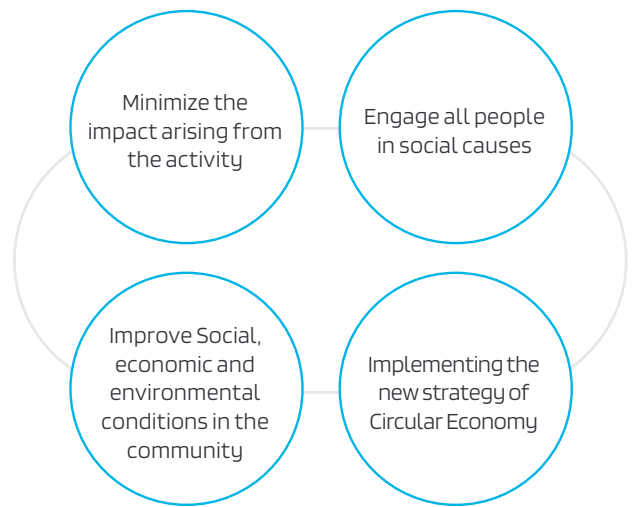 Minimize the
impact arising from
the activity
Engage all people
in social causes
Improve Social,
economic and
environmental
conditions in the
community
Implementing the
new strategy of
Circular Economy